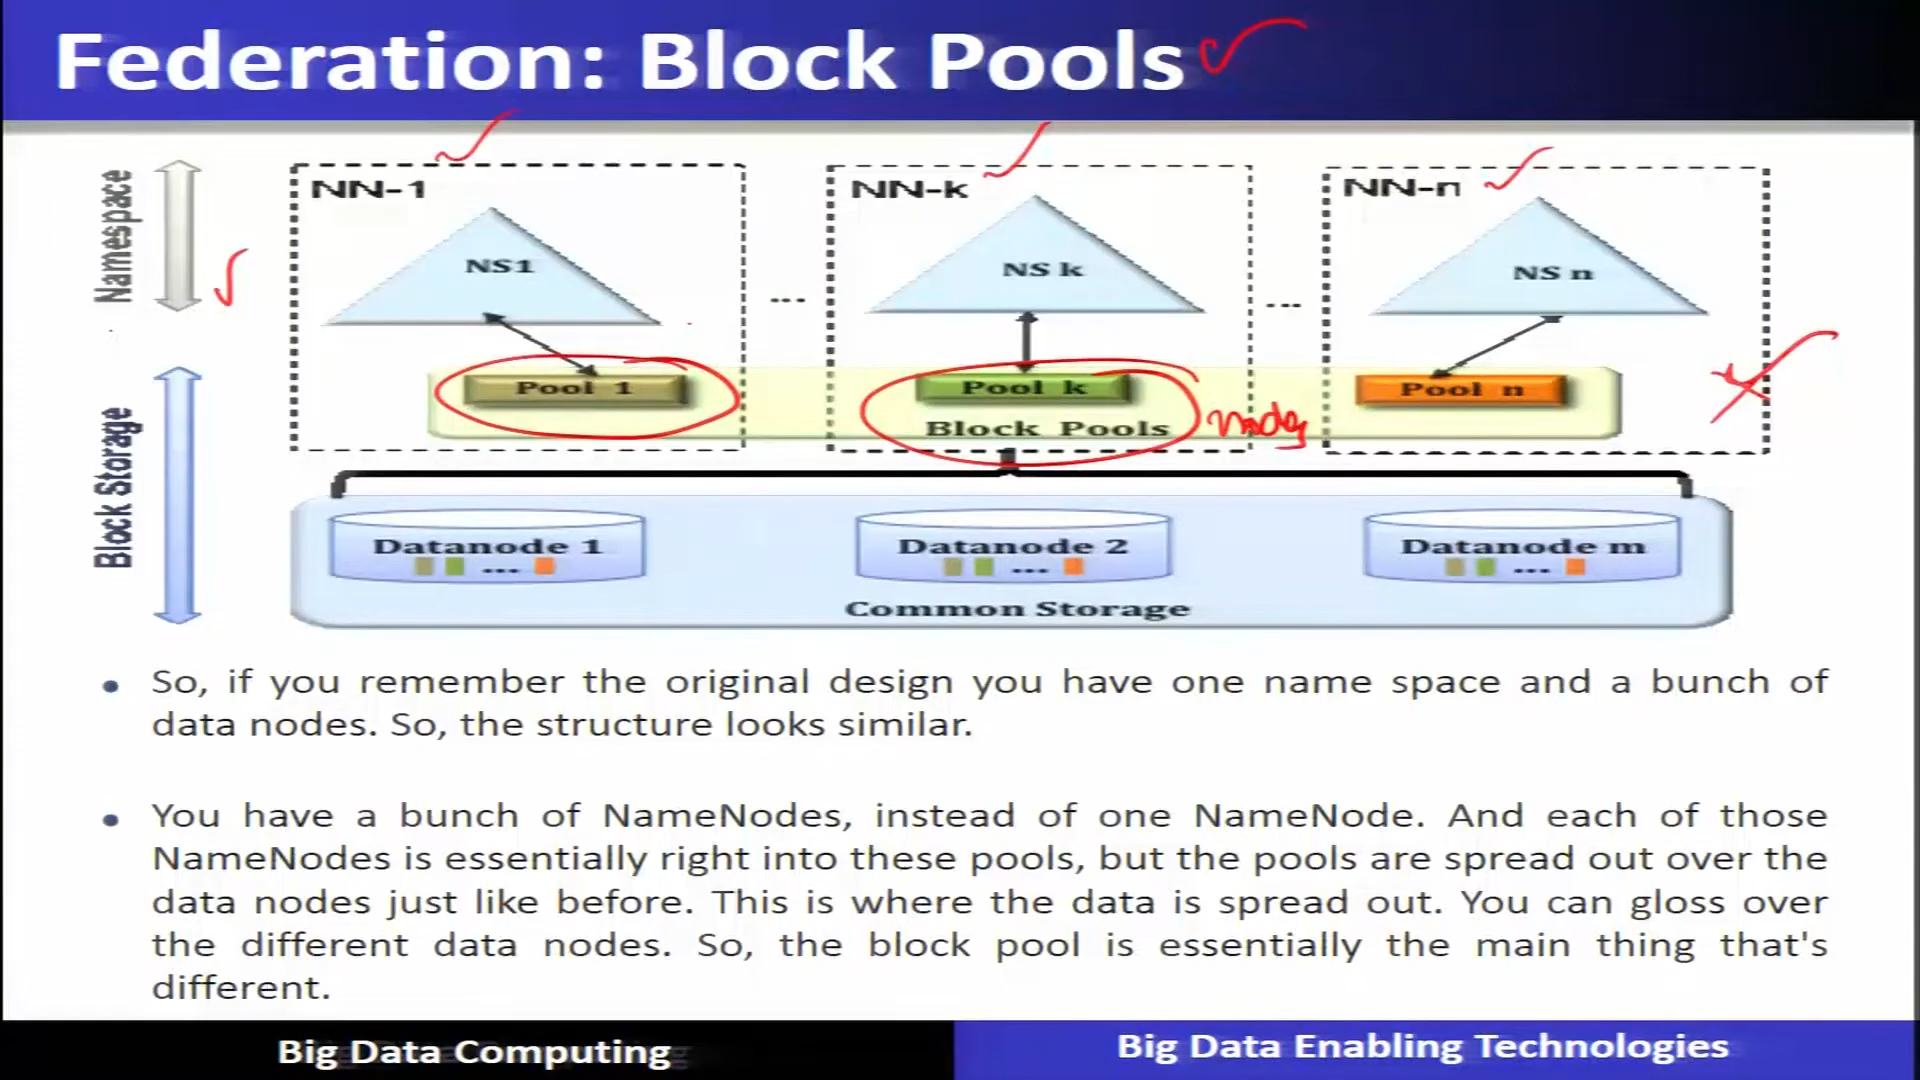 Federation: Block Pools
Namespace
NN-1
NN-k
NN-n
NS1
NS k
NS n
...
...
Block Storage
Pool 1
Pool k
Pool n
Block Pools
Datanode 1
Datanode 2
Datanode m
...
...
...
Common Storage
So, if you remember the original design you have one name space and a bunch of
data nodes. So, the structure looks similar.
You have a bunch of NameNodes, instead of one NameNode. And each of those
NameNodes is essentially right into these pools, but the pools are spread out over the
data nodes just like before. This is where the data is spread out. You can gloss over
the different data nodes. So, the block pool is essentially the main thing that's
different.
Big Data Computing
Big Data Enabling Technologies